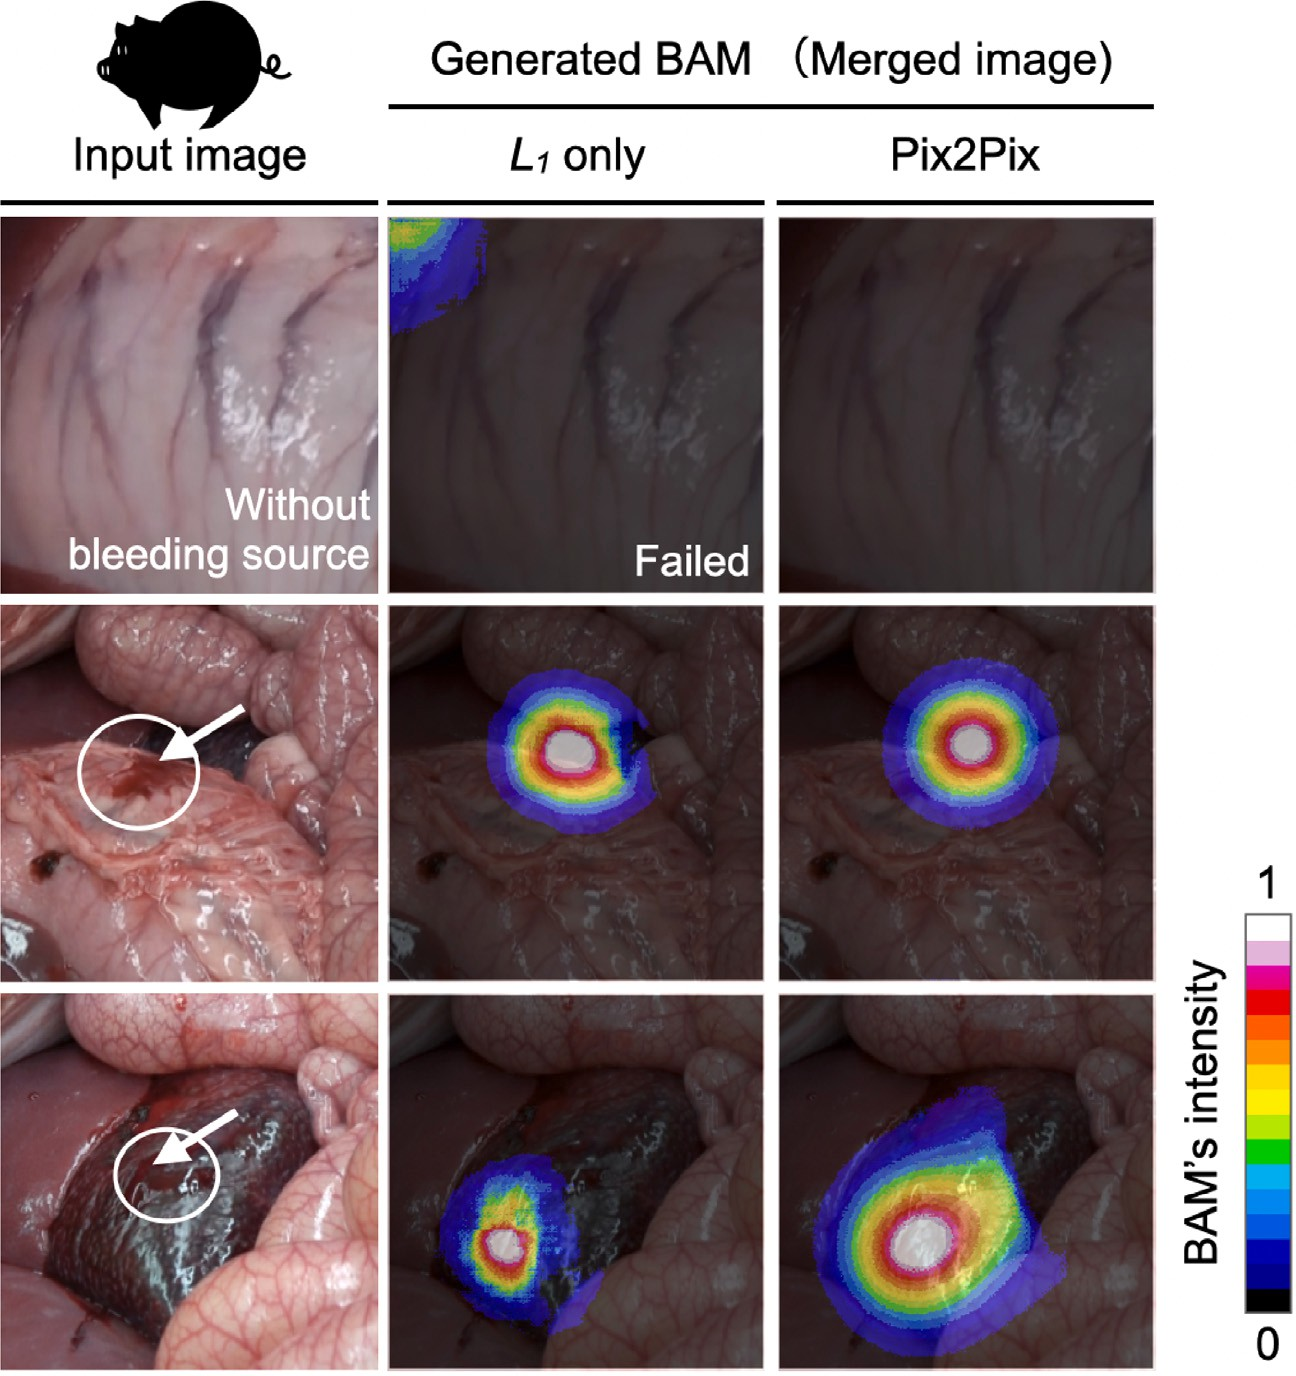 Generated BAM （Merged image)
Input image
L1 only
Pix2Pix
Without
bleeding source
Failed
1
BAM's intensity
0